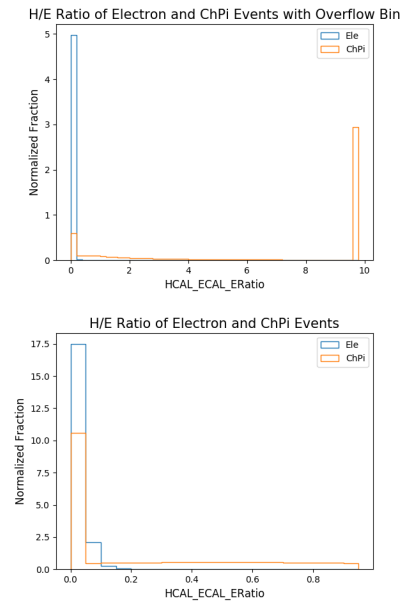 H/E Ratio of Electron and ChPi Events with Overflow Bin
Ele
ChPi
Normalized Fraction
5
4
3
2
1
0
0 2 4 6 8 10
HCAL_ECAL_ERatio
H/E Ratio of Electron and ChPi Events
Ele
ChPi
Normalized Fraction
17.5
15.0
12.5
10.0
7.5
5.0
2.5
0.0
0.0 0.2 0.4 0.6 0.8
HCAL_ECAL_ERatio